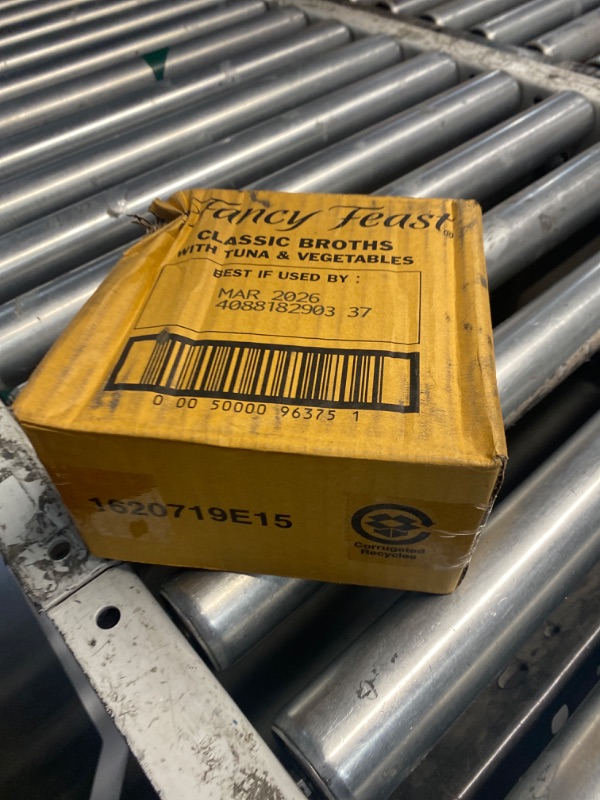 Fancy Feast®
CLASSIC BROTHS
WITH TUNA & VEGETABLES
BEST IF USED BY :
MAR 2026
4088182903 37
0 00 50000 96375 1
1620719E15
Corrugated
Recycles